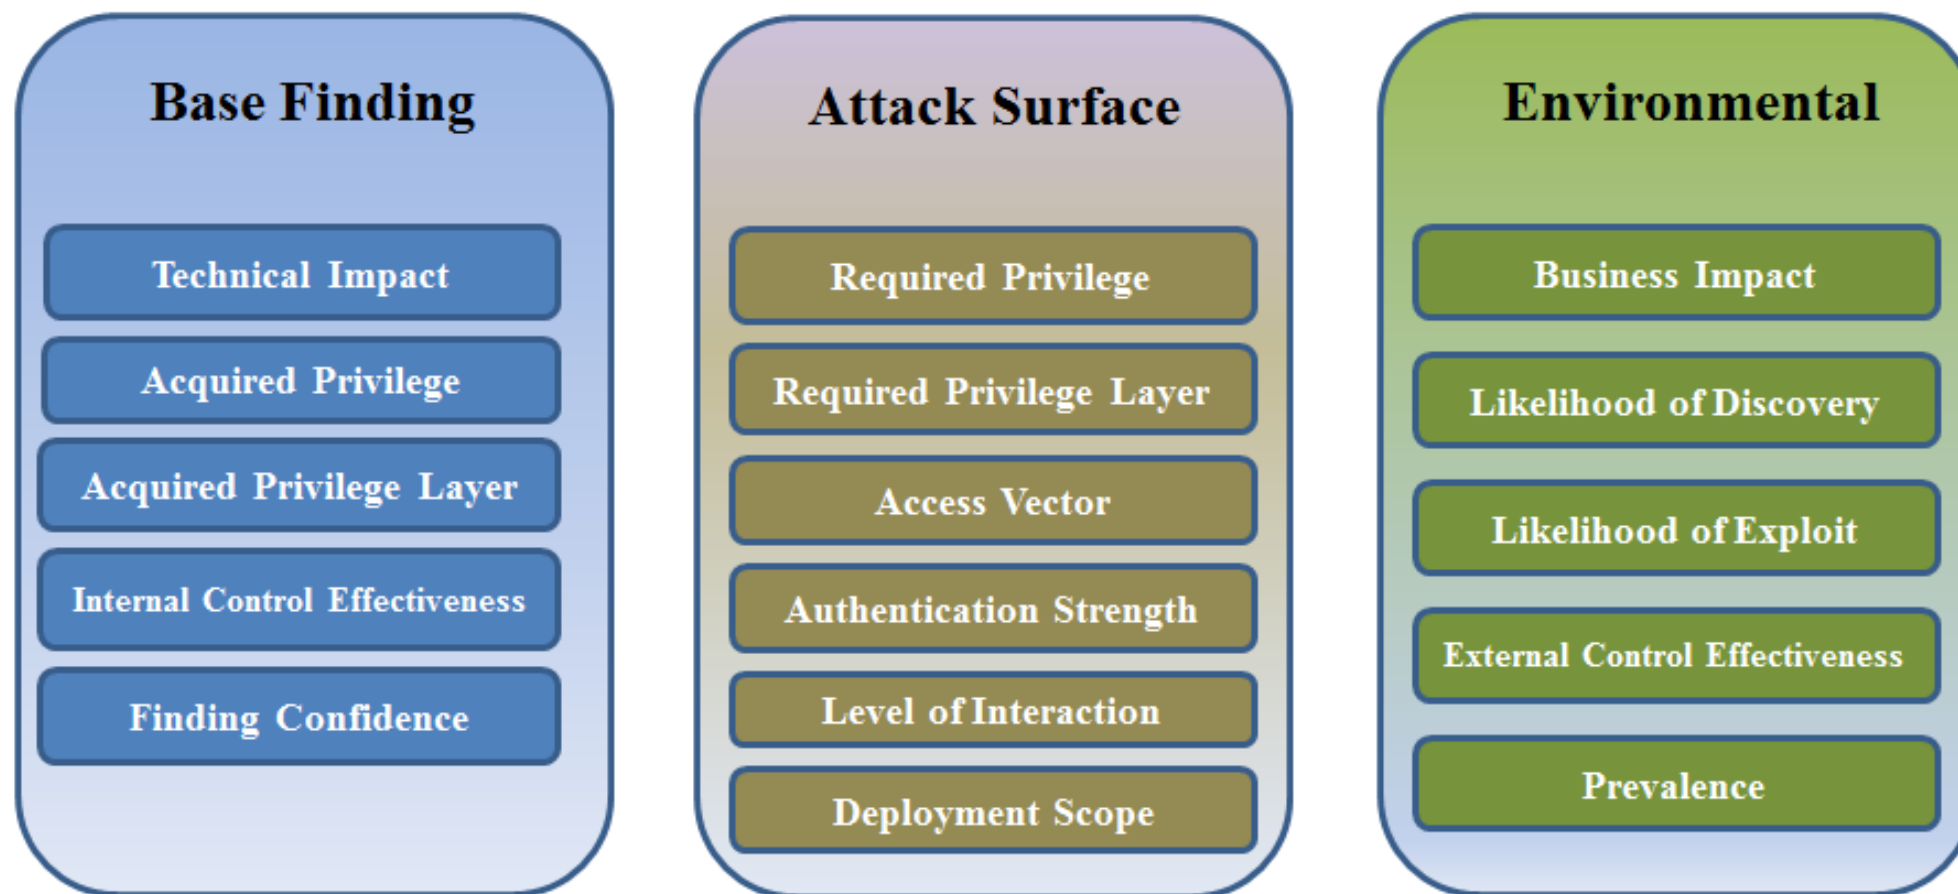 Base Finding
Technical Impact
Acquired Privilege
Acquired Privilege Layer
Internal Control Effectiveness
Finding Confidence
Attack Surface
Required Privilege
Required Privilege Layer
Access Vector
Authentication Strength
Level of Interaction
Deployment Scope
Environmental
Business Impact
Likelihood of Discovery
Likelihood of Exploit
External Control Effectiveness
Prevalence